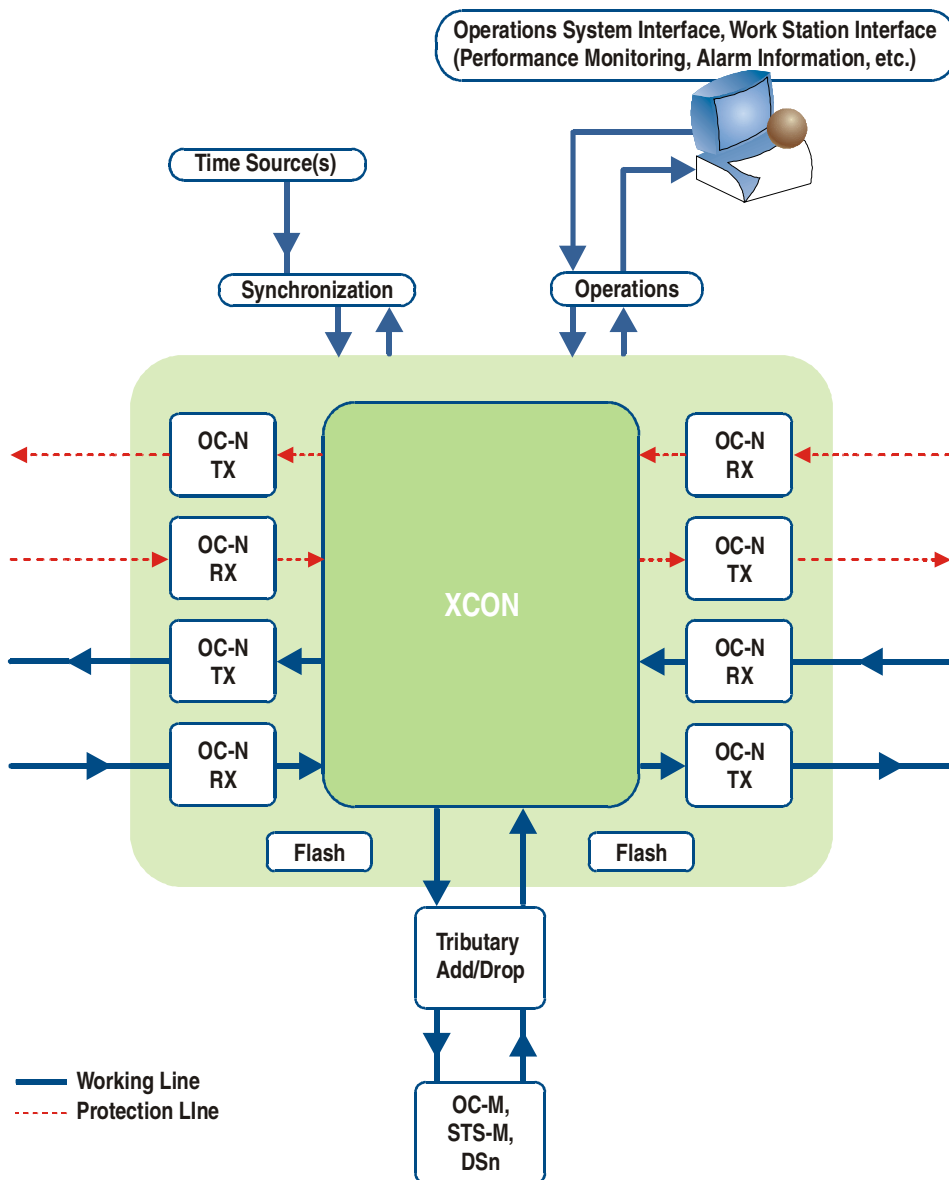 Operations System Interface, Work Station Interface
(Performance Monitoring, Alarm Information, etc.)
Time Source(s)
Synchronization
Operations
OC-N
TX
OC-N
RX
OC-N
RX
OC-N
TX
XCON
OC-N
TX
OC-N
RX
OC-N
RX
OC-N
TX
Flash
Flash
Tributary
Add/Drop
Working Line
Protection LIne
OC-M,
STS-M,
DSn